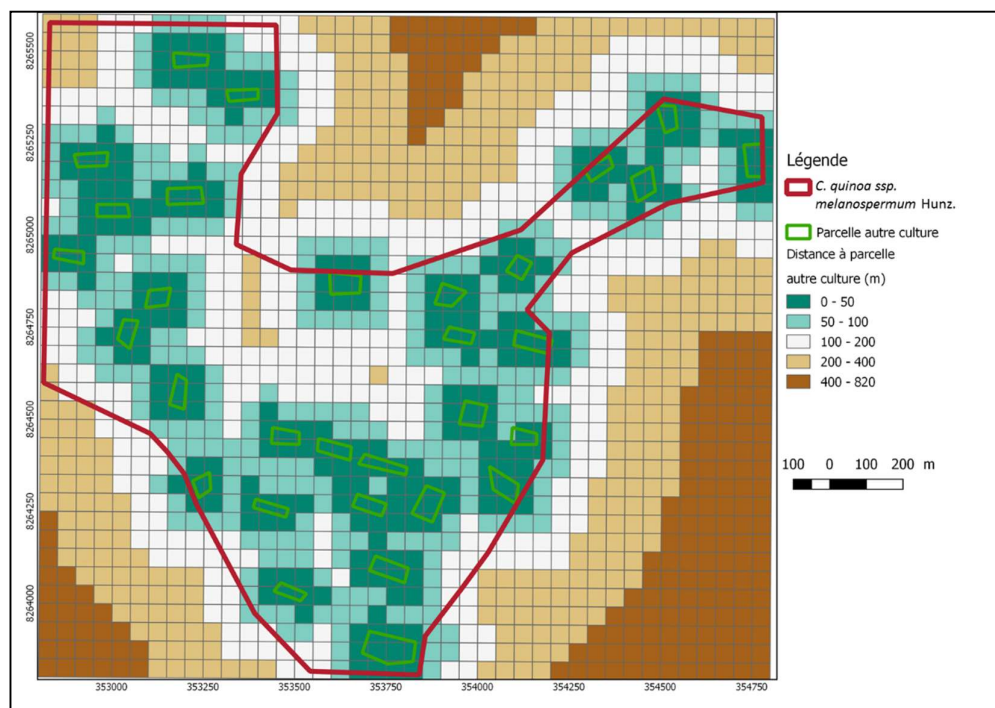 8265500
8265250
8265000
8264750
8264500
8264250
8264000
353000 353250 353500 353750 354000 354250 354500 354750
Légende
C. quinoa ssp.
melanospermum Hunz.
Parcelle autre culture
Distance à parcelle
autre culture (m)
0 - 50
50 - 100
100 - 200
200 - 400
400 - 820
100 0 100 200 m